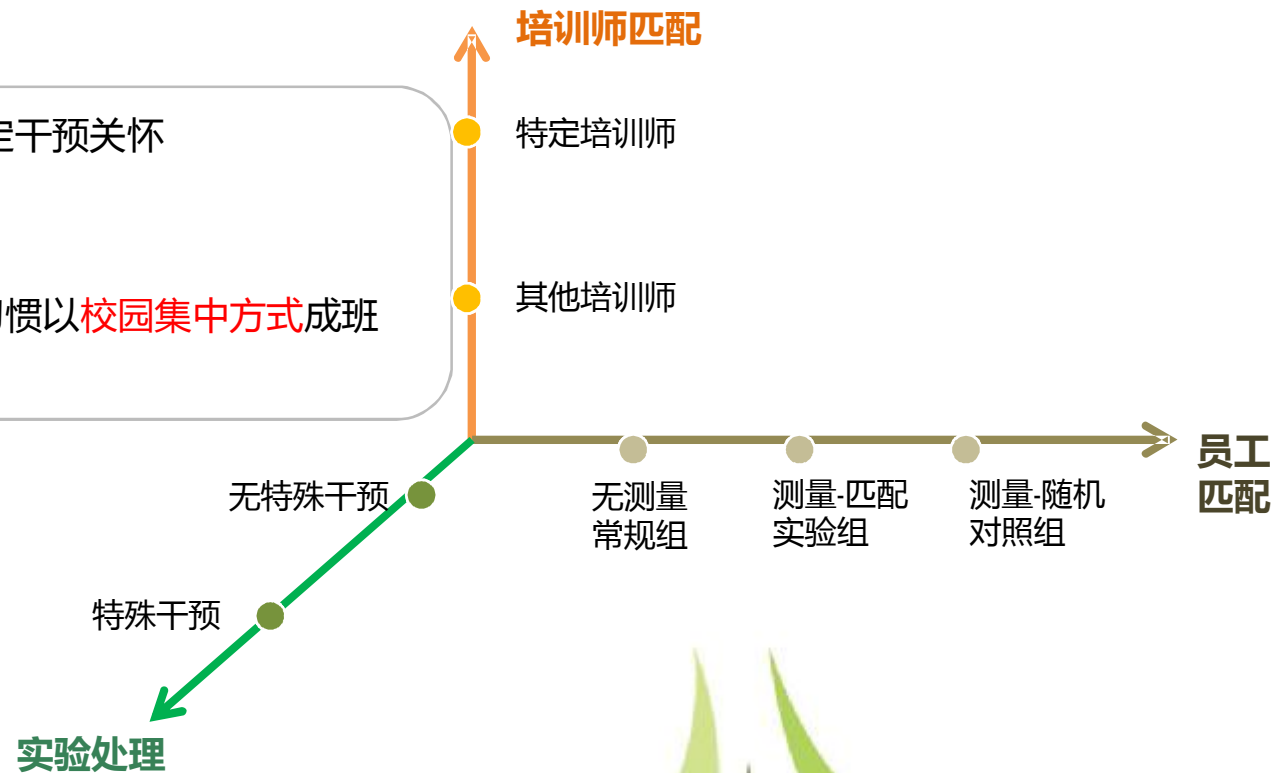 培训师匹配
定干预关怀
特定培训师
其他培训师
惯以校园集中方式成班
员工
匹配
无特殊干预
无测量
常规组
测量-匹配
实验组
测量-随机
对照组
特殊干预
实验处理